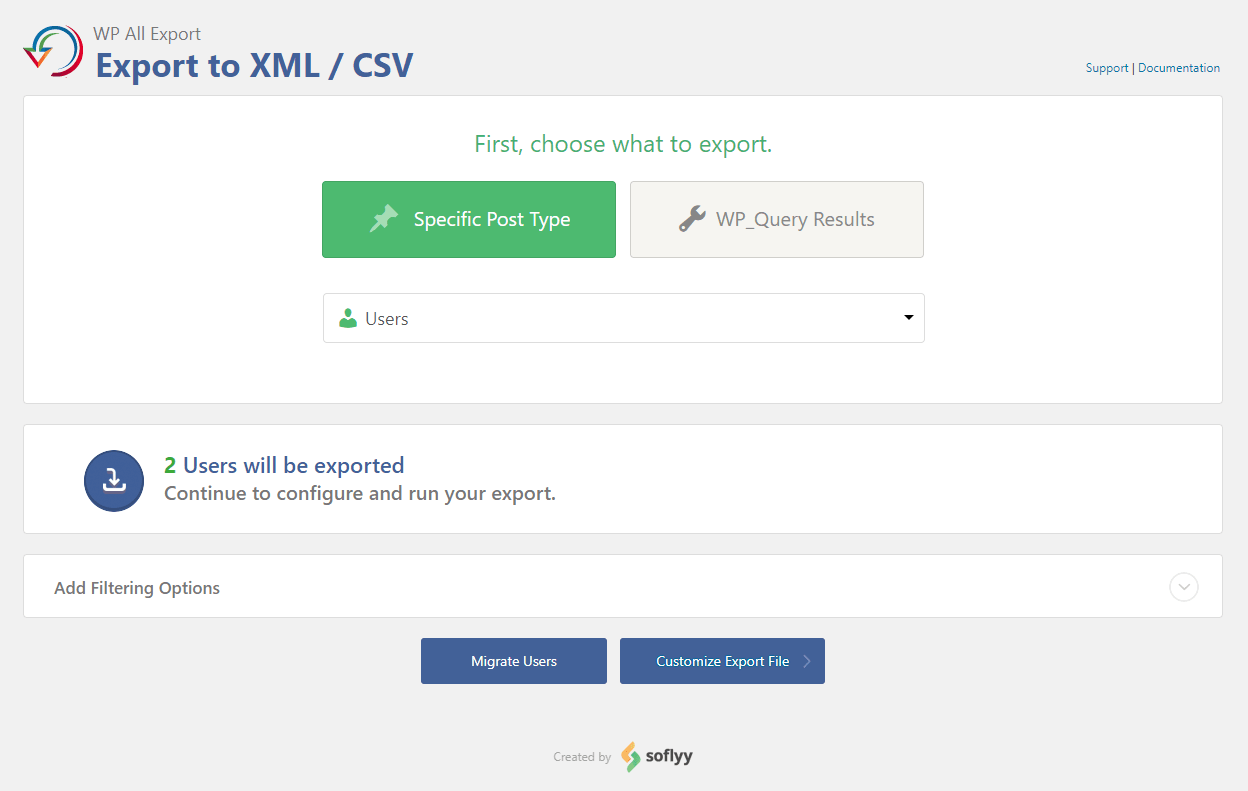 WP All Export
Export to XML / CSV
Support | Documentation
First, choose what to export.
Specific Post Type
WP_Query Results
Users
2 Users will be exported
Continue to configure and run your export.
Add Filtering Options
Migrate Users
Customize Export File
Created by soflyy